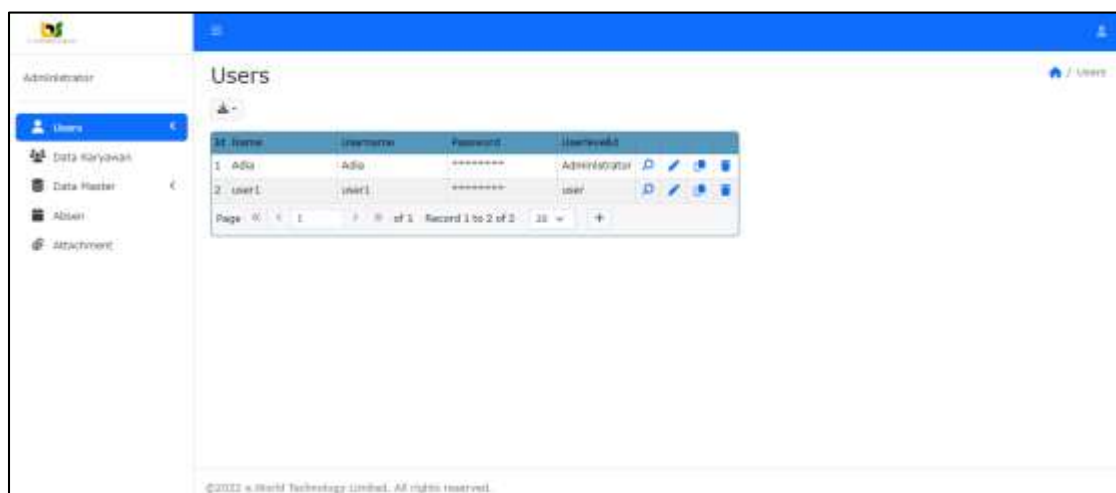 Administrator
Users
/ Users
Users
Data Karyawan
Data Master
Absen
Attachment
Id Name Username Password UserlevelId
1 Adia Adia ******** Administrator
2 user1 user1 ******** user
Page 1 of 1 Record 1 to 2 of 2 20
©2022 e.World Technology Limited. All rights reserved.